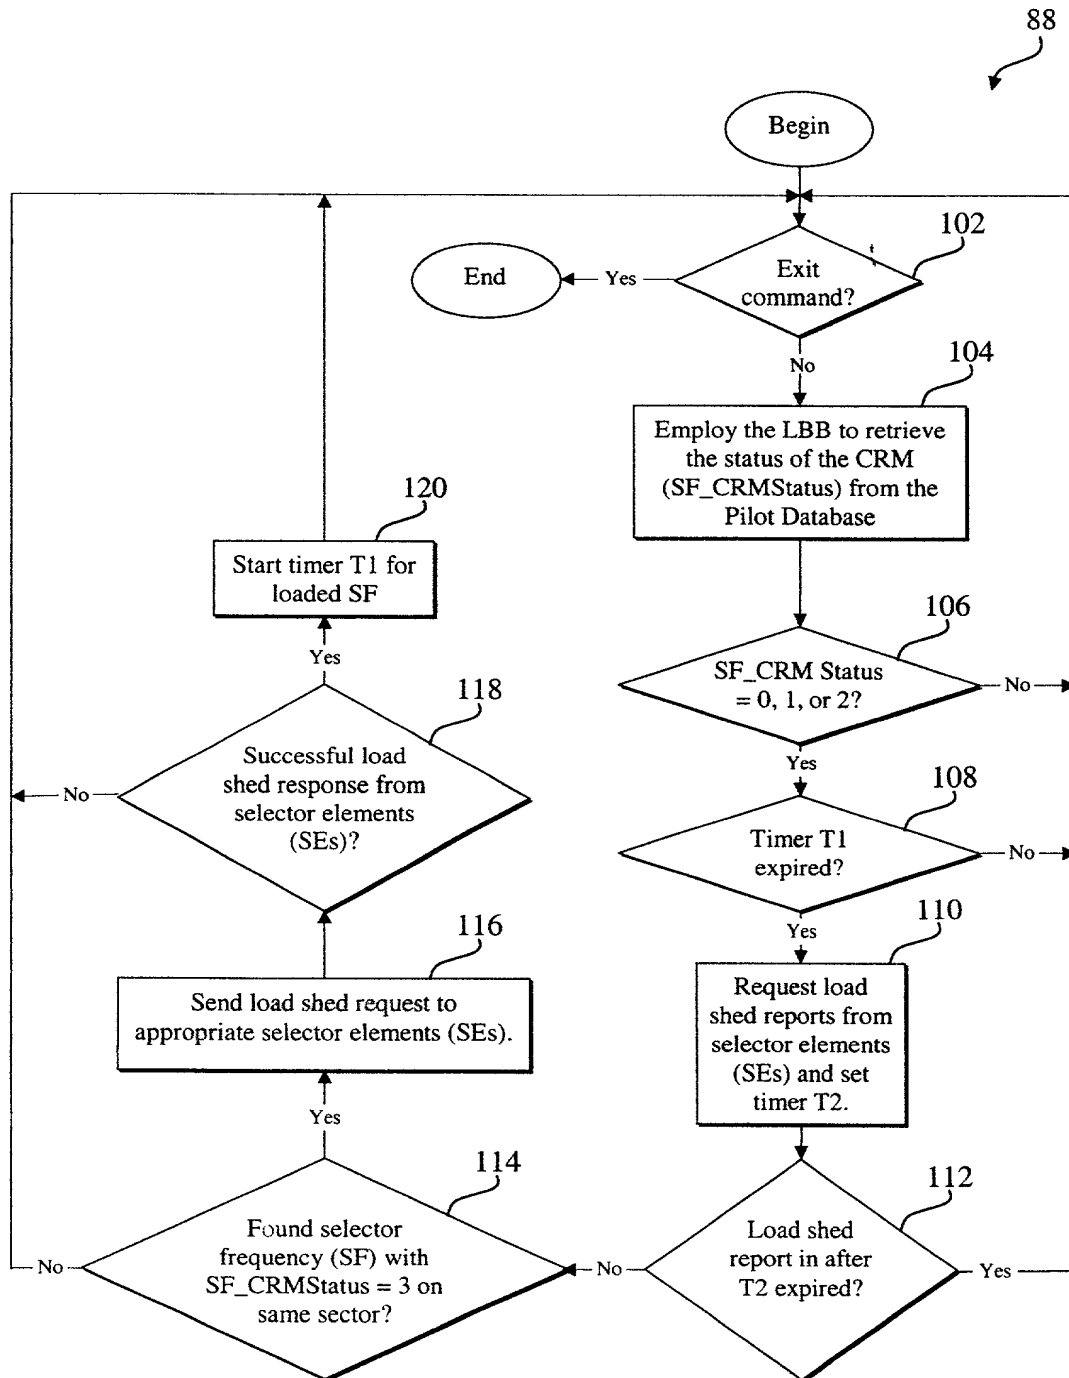 88
Begin
102
Exit
command?
Yes
End
No
104
Employ the LBB to retrieve
the status of the CRM
(SF_CRMStatus) from the
Pilot Database
106
SF_CRM Status
= 0, 1, or 2?
No
Yes
108
Timer T1
expired?
No
Yes
110
Request load
shed reports from
selector elements
(SEs) and set
timer T2.
112
Load shed
report in after
T2 expired?
Yes
No
114
Found selector
frequency (SF) with
SF_CRMStatus = 3 on
same sector?
No
Yes
116
Send load shed request to
appropriate selector elements (SEs).
118
Successful load
shed response from
selector elements
(SEs)?
No
Yes
120
Start timer T1 for
loaded SF